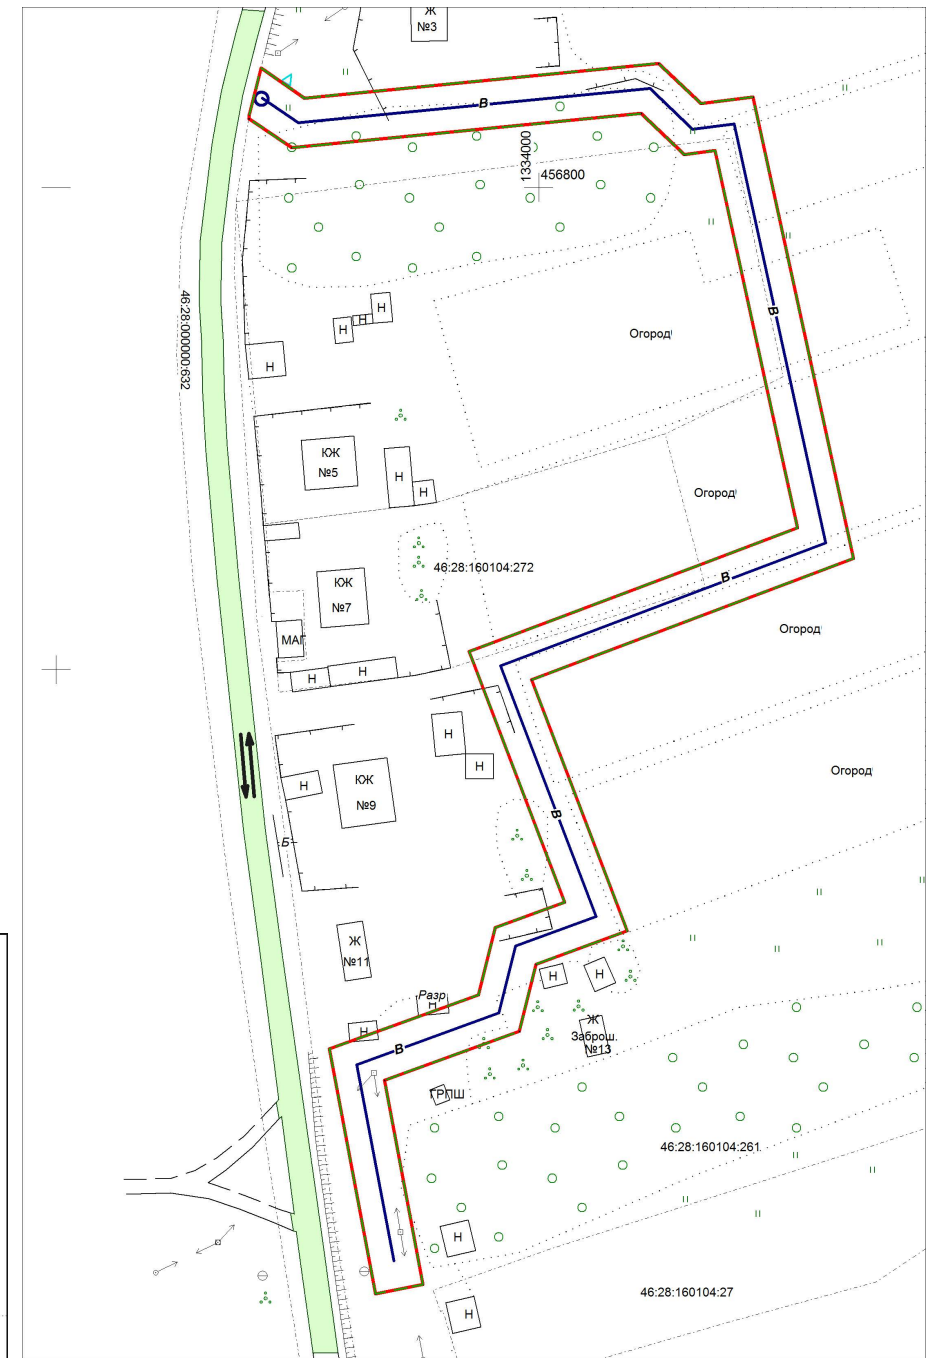 Ж
№3
В
1334000
456800
46:28:000000:632
Н
Н
Н
Н
Огород
В
КЖ
№5
Н
Н
Огород
46:28:160104:272
В
КЖ
№7
МАГ
Огород
Н
Н
Н
Н
Огород
КЖ
№9
Н
В
Б
Ж
№11
Н
Н
Разр.
Н
Н
Ж
Заброш.
№13
В
ГРПШ
46:28:160104:261
Н
46:28:160104:27
Н